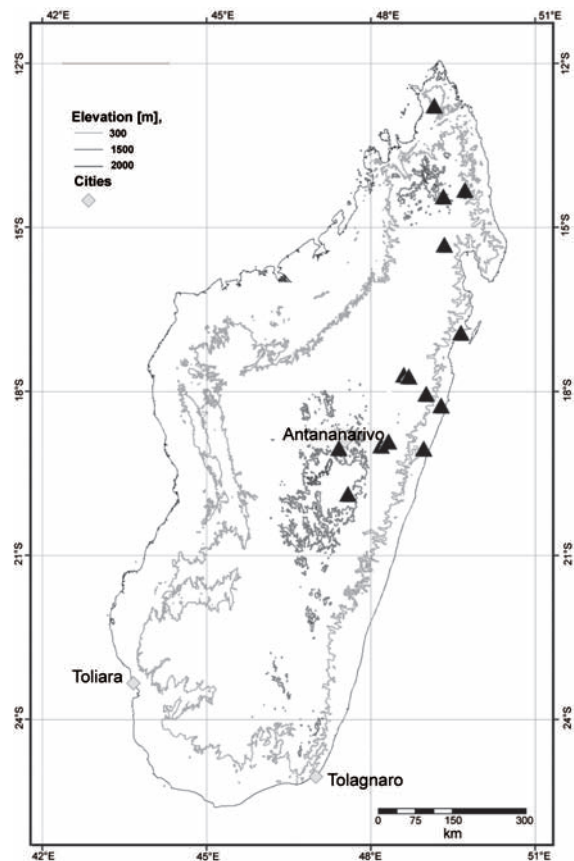 42°E 45°E 48°E 51°E
12°S 12°S
Elevation [m],
300
1500
2000
Cities
15°S 15°S
18°S 18°S
Antananarivo
21°S 21°S
Toliara
24°S 24°S
Tolagnaro
0 75 150 300
km
42°E 45°E 48°E 51°E